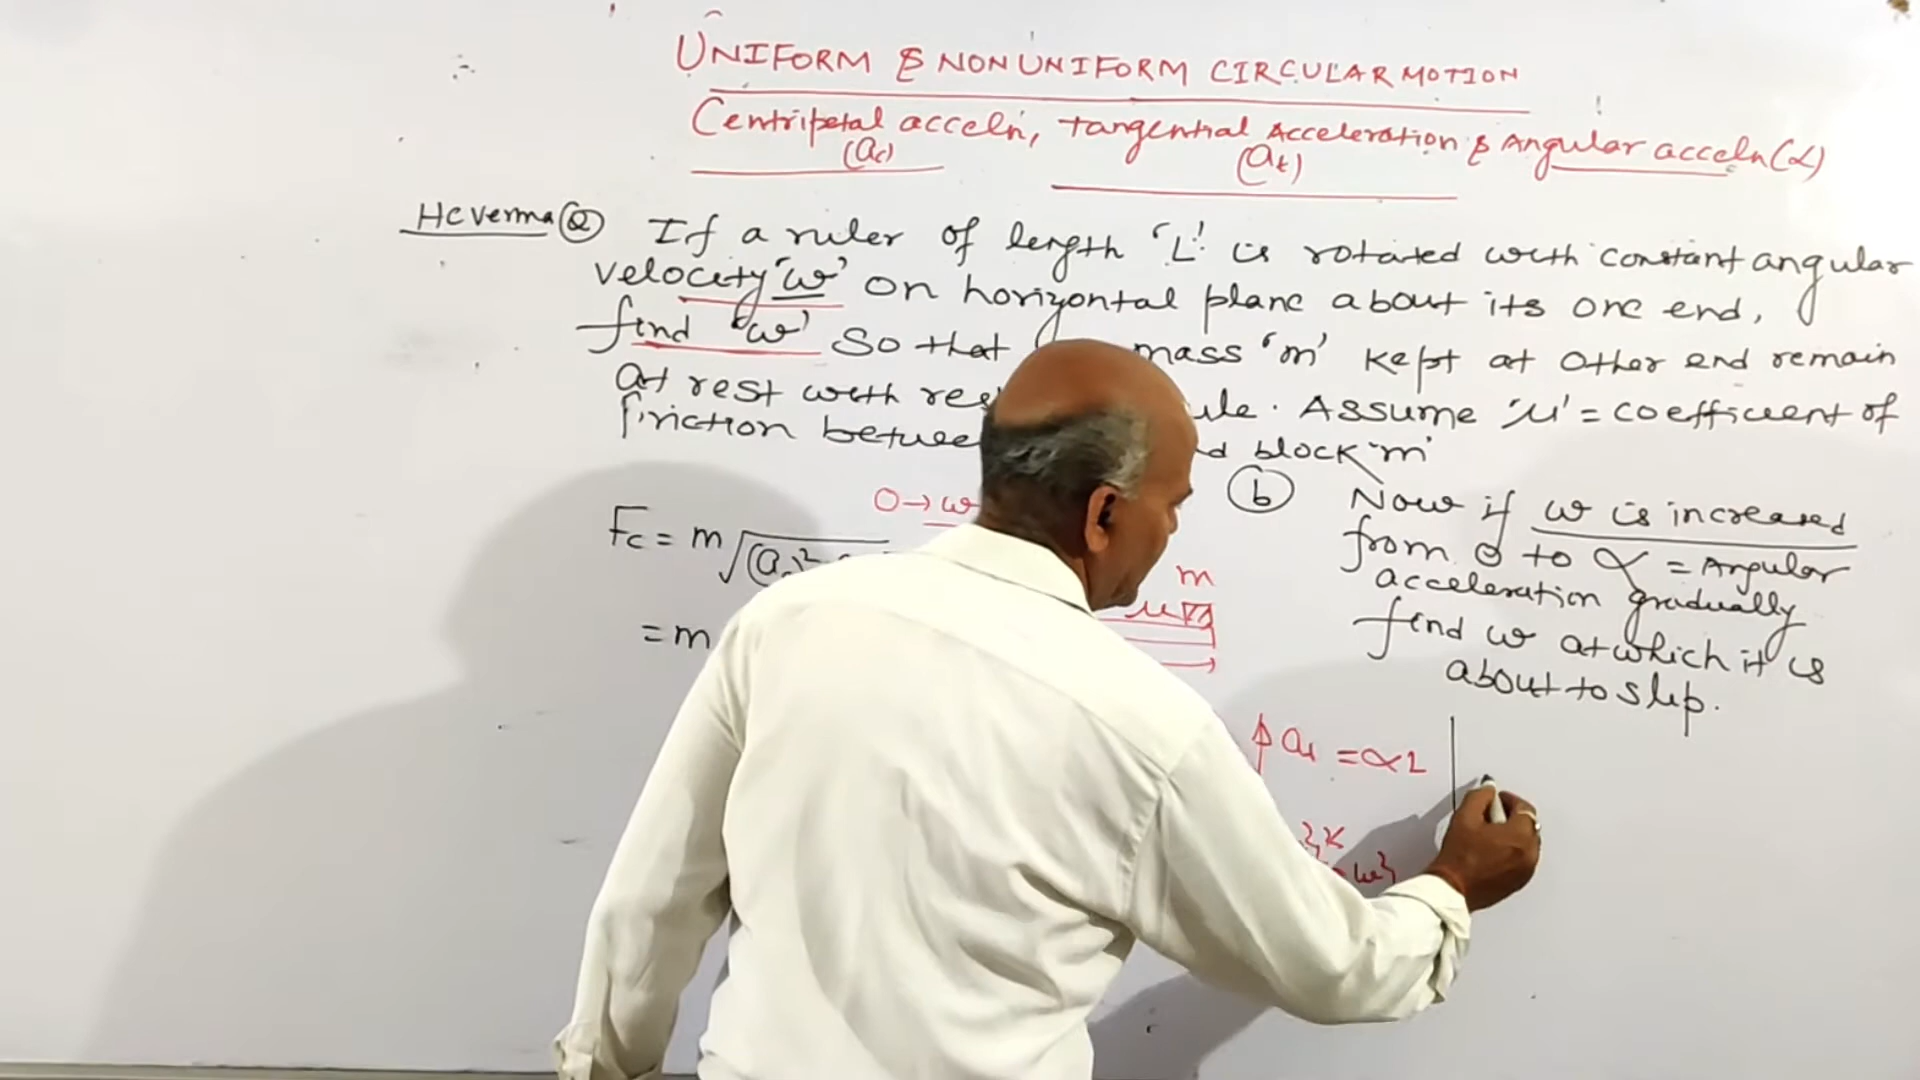 UNIFORM & NONUNIFORM CIRCULAR MOTION
Centripetal acceln, tangential Acceleration & Angular acceln (α)
(ac) (at)
HC Verma Q If a ruler of length 'L' is rotated with constant angular
velocity 'ω' on horizontal plane about its one end,
find 'ω' so that mass 'm' kept at other end remain
at rest with Assume 'μ' = coefficient of
friction block 'm'
b Now if ω is increased
from 0 to α = Angular
acceleration gradually
find ω at which it is
about to slip.
0→ω
Fc = m√(a
m
μ
= m
at = αL